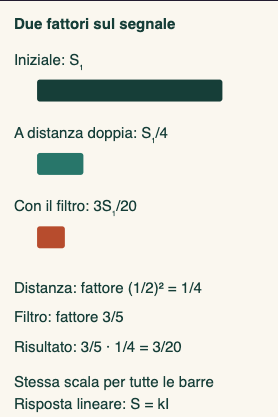 Due fattori sul segnale
Iniziale: S₁
A distanza doppia: S₁/4
Con il filtro: 3S₁/20
Distanza: fattore (1/2)² = 1/4
Filtro: fattore 3/5
Risultato: 3/5 · 1/4 = 3/20
Stessa scala per tutte le barre
Risposta lineare: S = kI